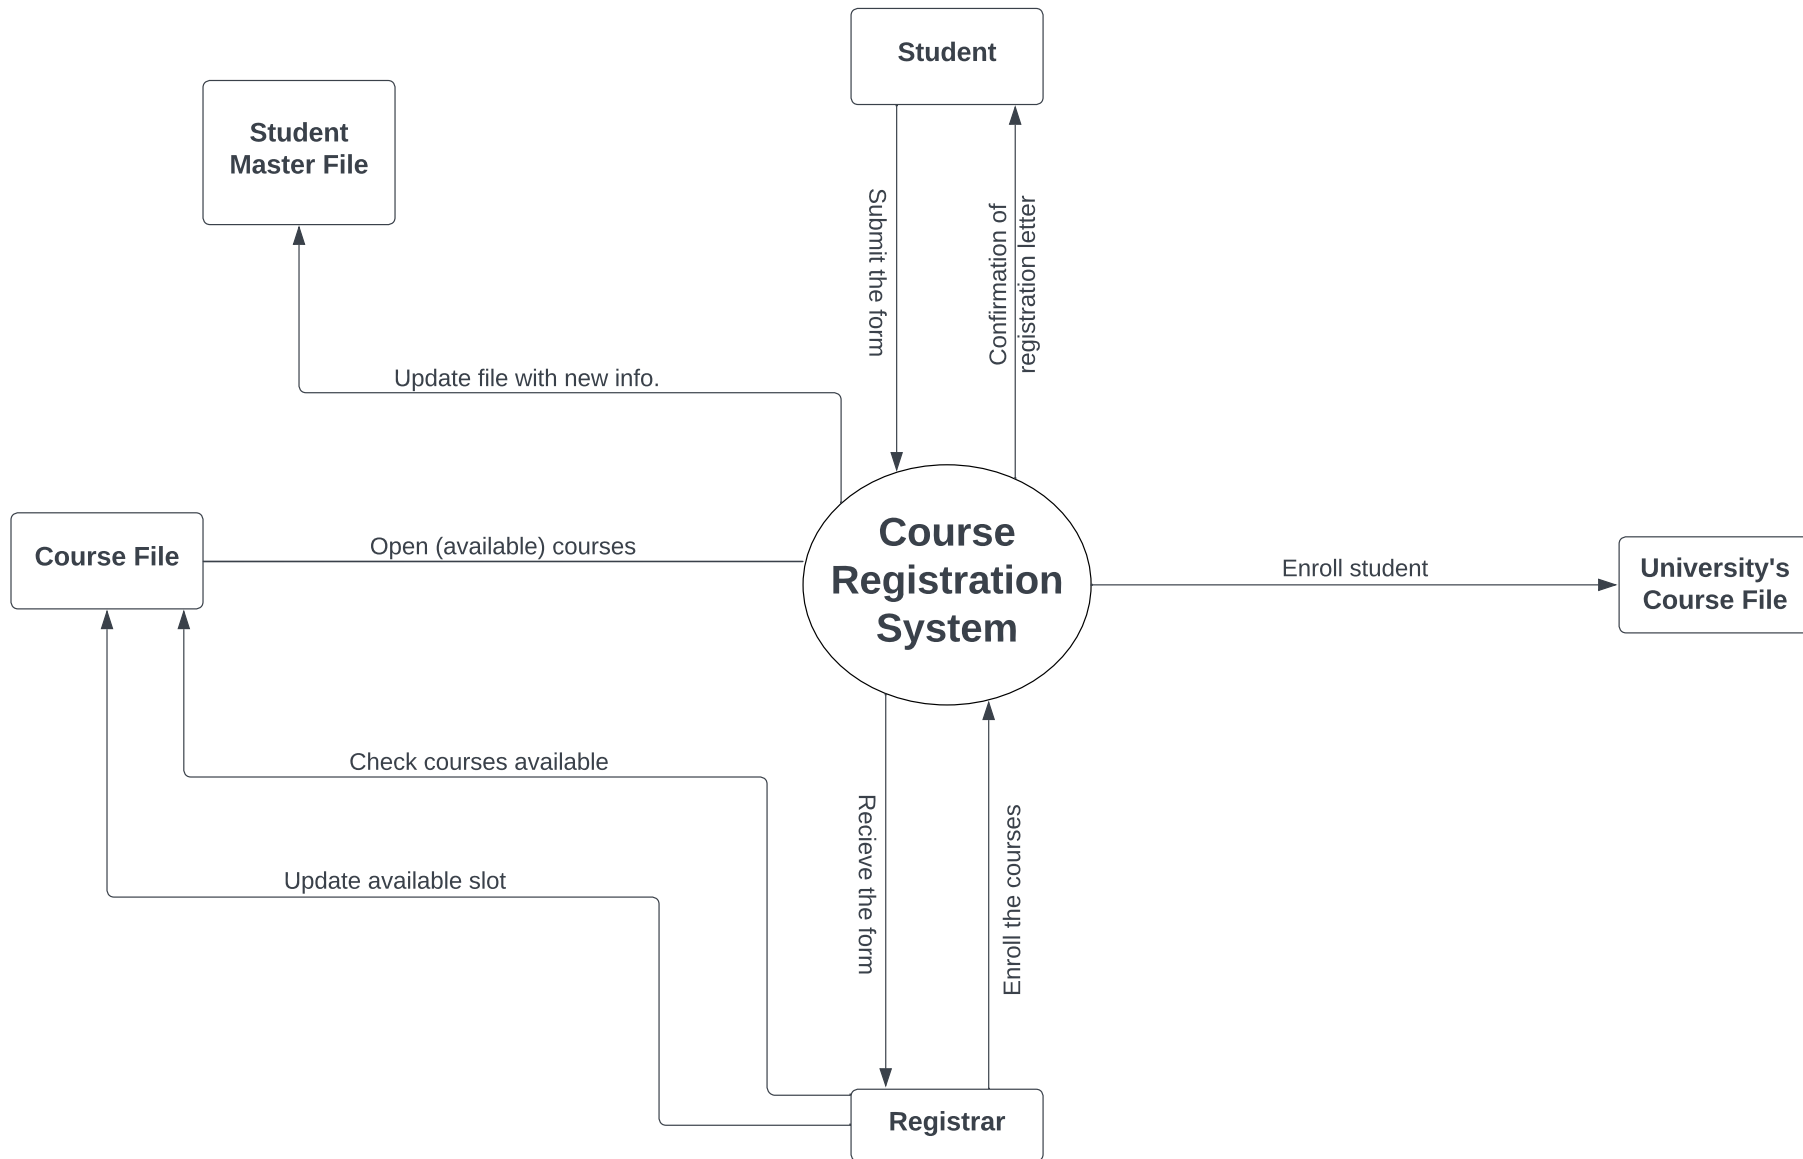 Student
Student
Master File
Submit the form
Confirmation of
registration letter
Update file with new info.
Course File
Open (available) courses
Course
Registration
System
Enroll student
University's
Course File
Check courses available
Update available slot
Recieve the form
Enroll the courses
Registrar